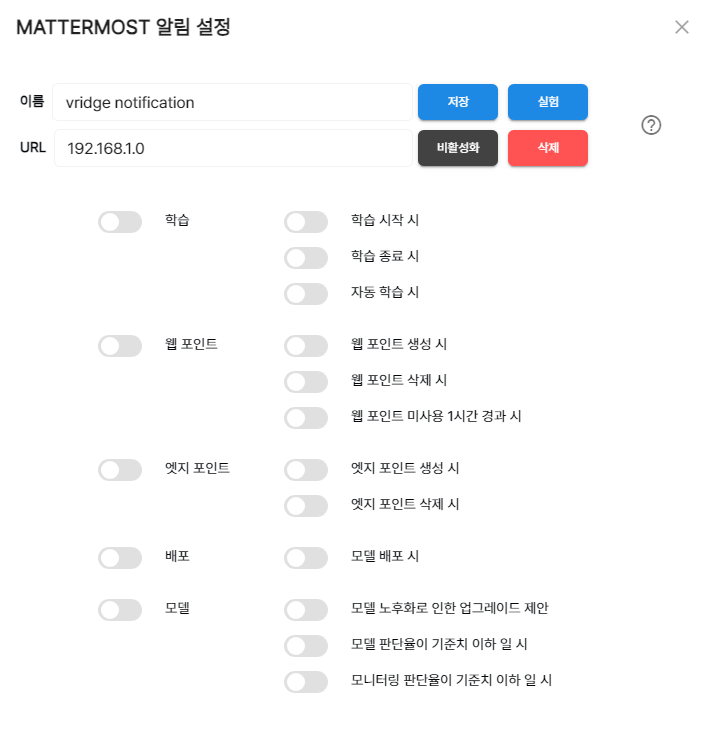 MATTERMOST 알림 설정
이름 vridge notification 저장 실험
URL 192.168.1.0 비활성화 삭제
학습 학습 시작 시
학습 종료 시
자동 학습 시
웹 포인트 웹 포인트 생성 시
웹 포인트 삭제 시
웹 포인트 미사용 1시간 경과 시
엣지 포인트 엣지 포인트 생성 시
엣지 포인트 삭제 시
배포 모델 배포 시
모델 모델 노후화로 인한 업그레이드 제안
모델 판단율이 기준치 이하 일 시
모니터링 판단율이 기준치 이하 일 시